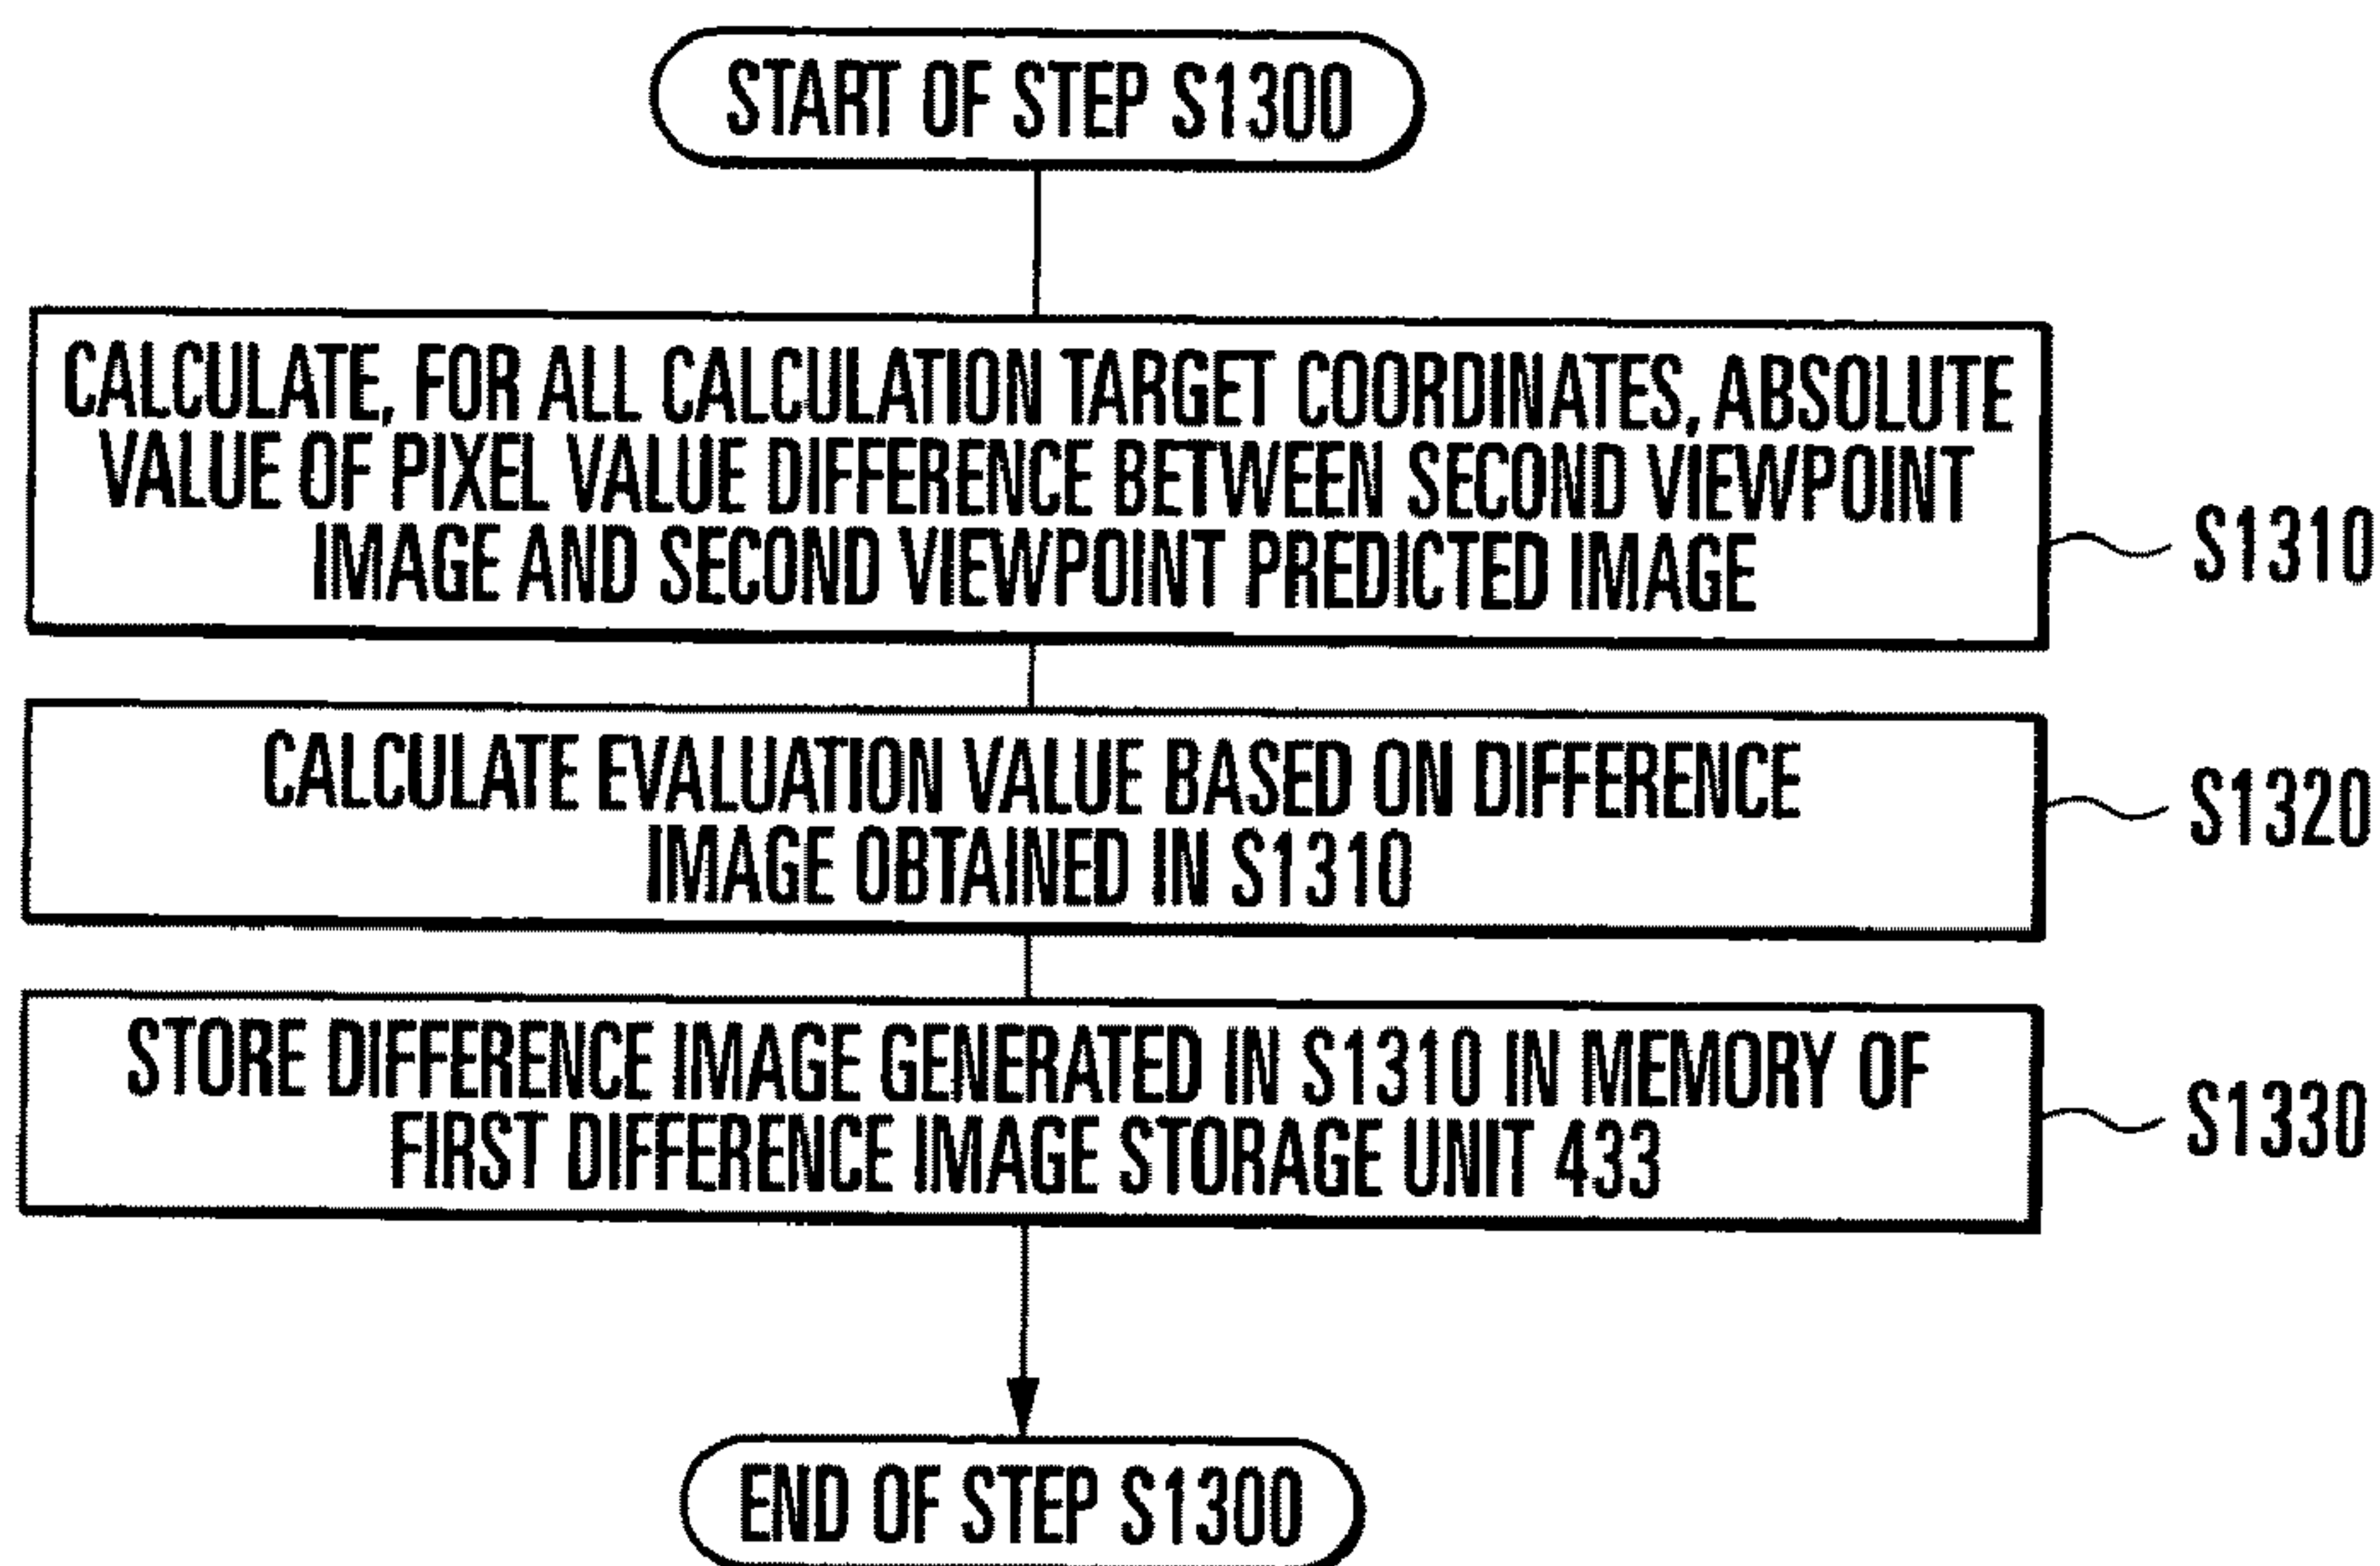 START OF STEP S1300
CALCULATE, FOR ALL CALCULATION TARGET COORDINATES, ABSOLUTE
VALUE OF PIXEL VALUE DIFFERENCE BETWEEN SECOND VIEWPOINT
IMAGE AND SECOND VIEWPOINT PREDICTED IMAGE
S1310
CALCULATE EVALUATION VALUE BASED ON DIFFERENCE
IMAGE OBTAINED IN S1310
S1320
STORE DIFFERENCE IMAGE GENERATED IN S1310 IN MEMORY OF
FIRST DIFFERENCE IMAGE STORAGE UNIT 433
S1330
END OF STEP S1300